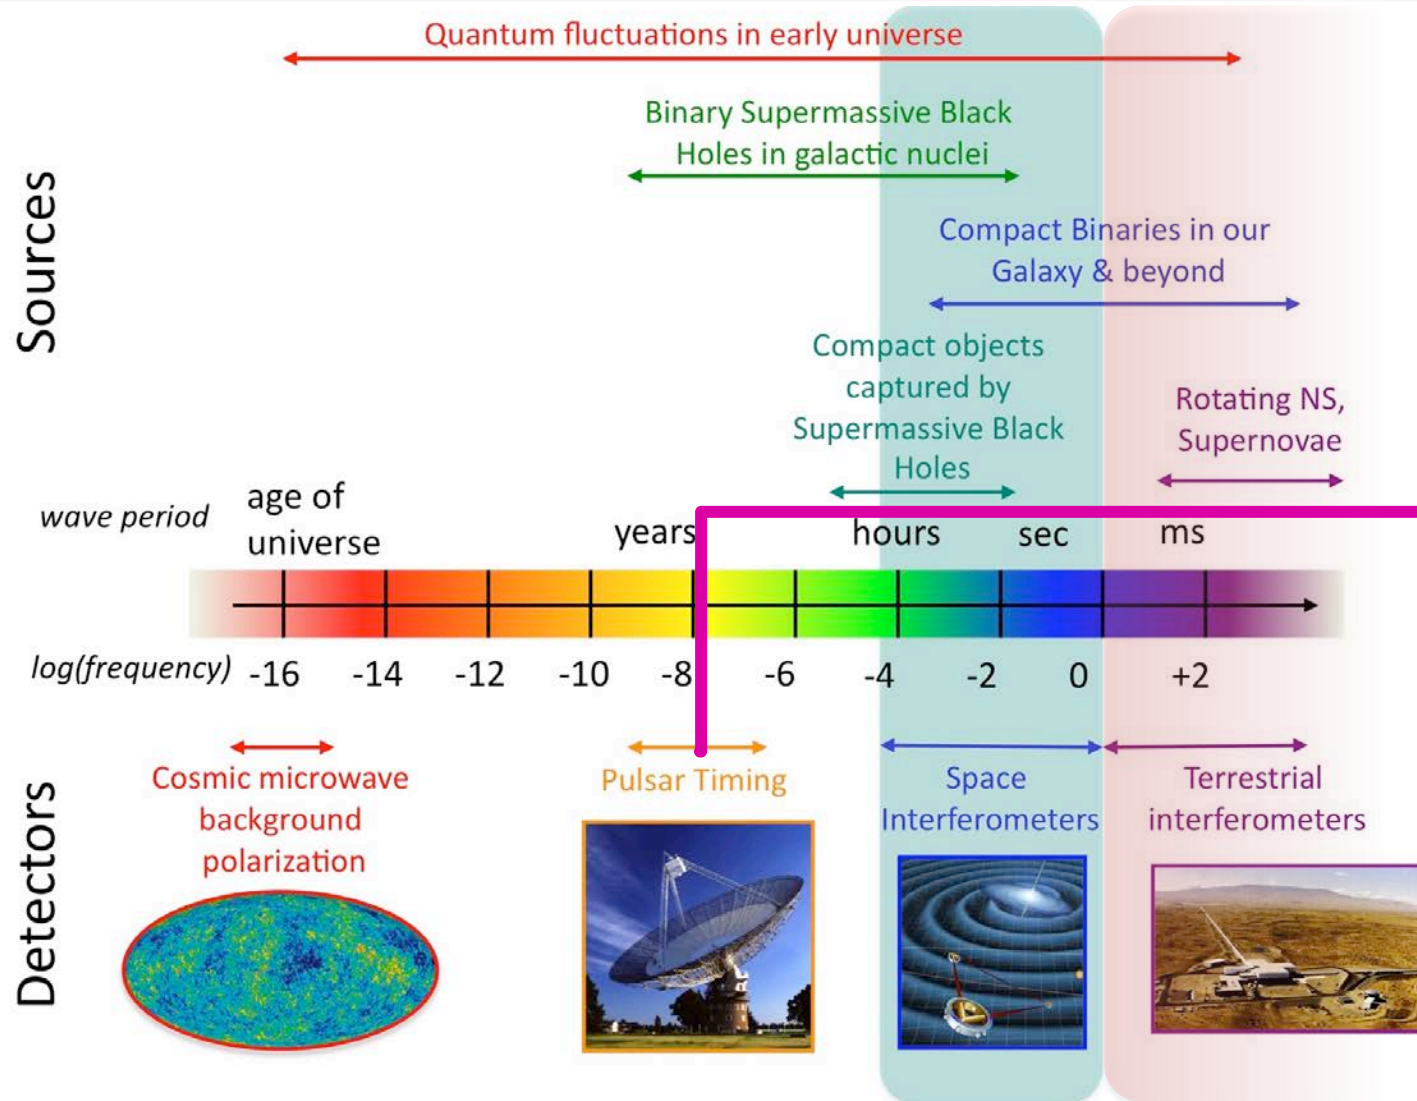 Quantum fluctuations in early universe
Binary Supermassive Black
Holes in galactic nuclei
Compact Binaries in our
Galaxy & beyond
Compact objects
captured by
Supermassive Black
Holes
Rotating NS,
Supernovae
Sources
wave period
age of
universe
years
hours
sec
ms
log(frequency)
-16
-14
-12
-10
-8
-6
-4
-2
0
+2
Detectors
Cosmic microwave
background
polarization
Pulsar Timing
Space
Interferometers
Terrestrial
interferometers